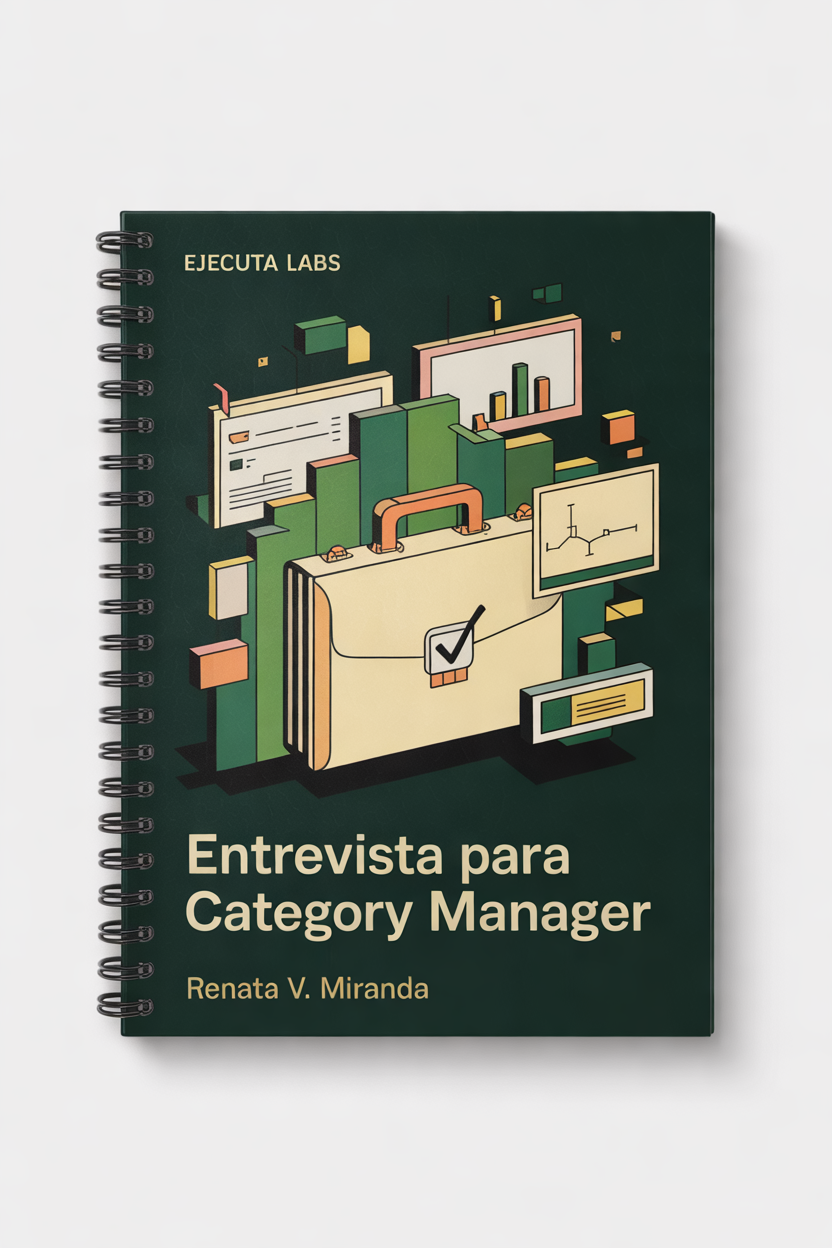 EJECUTA LABS
Entrevista para
Category Manager
Renata V. Miranda